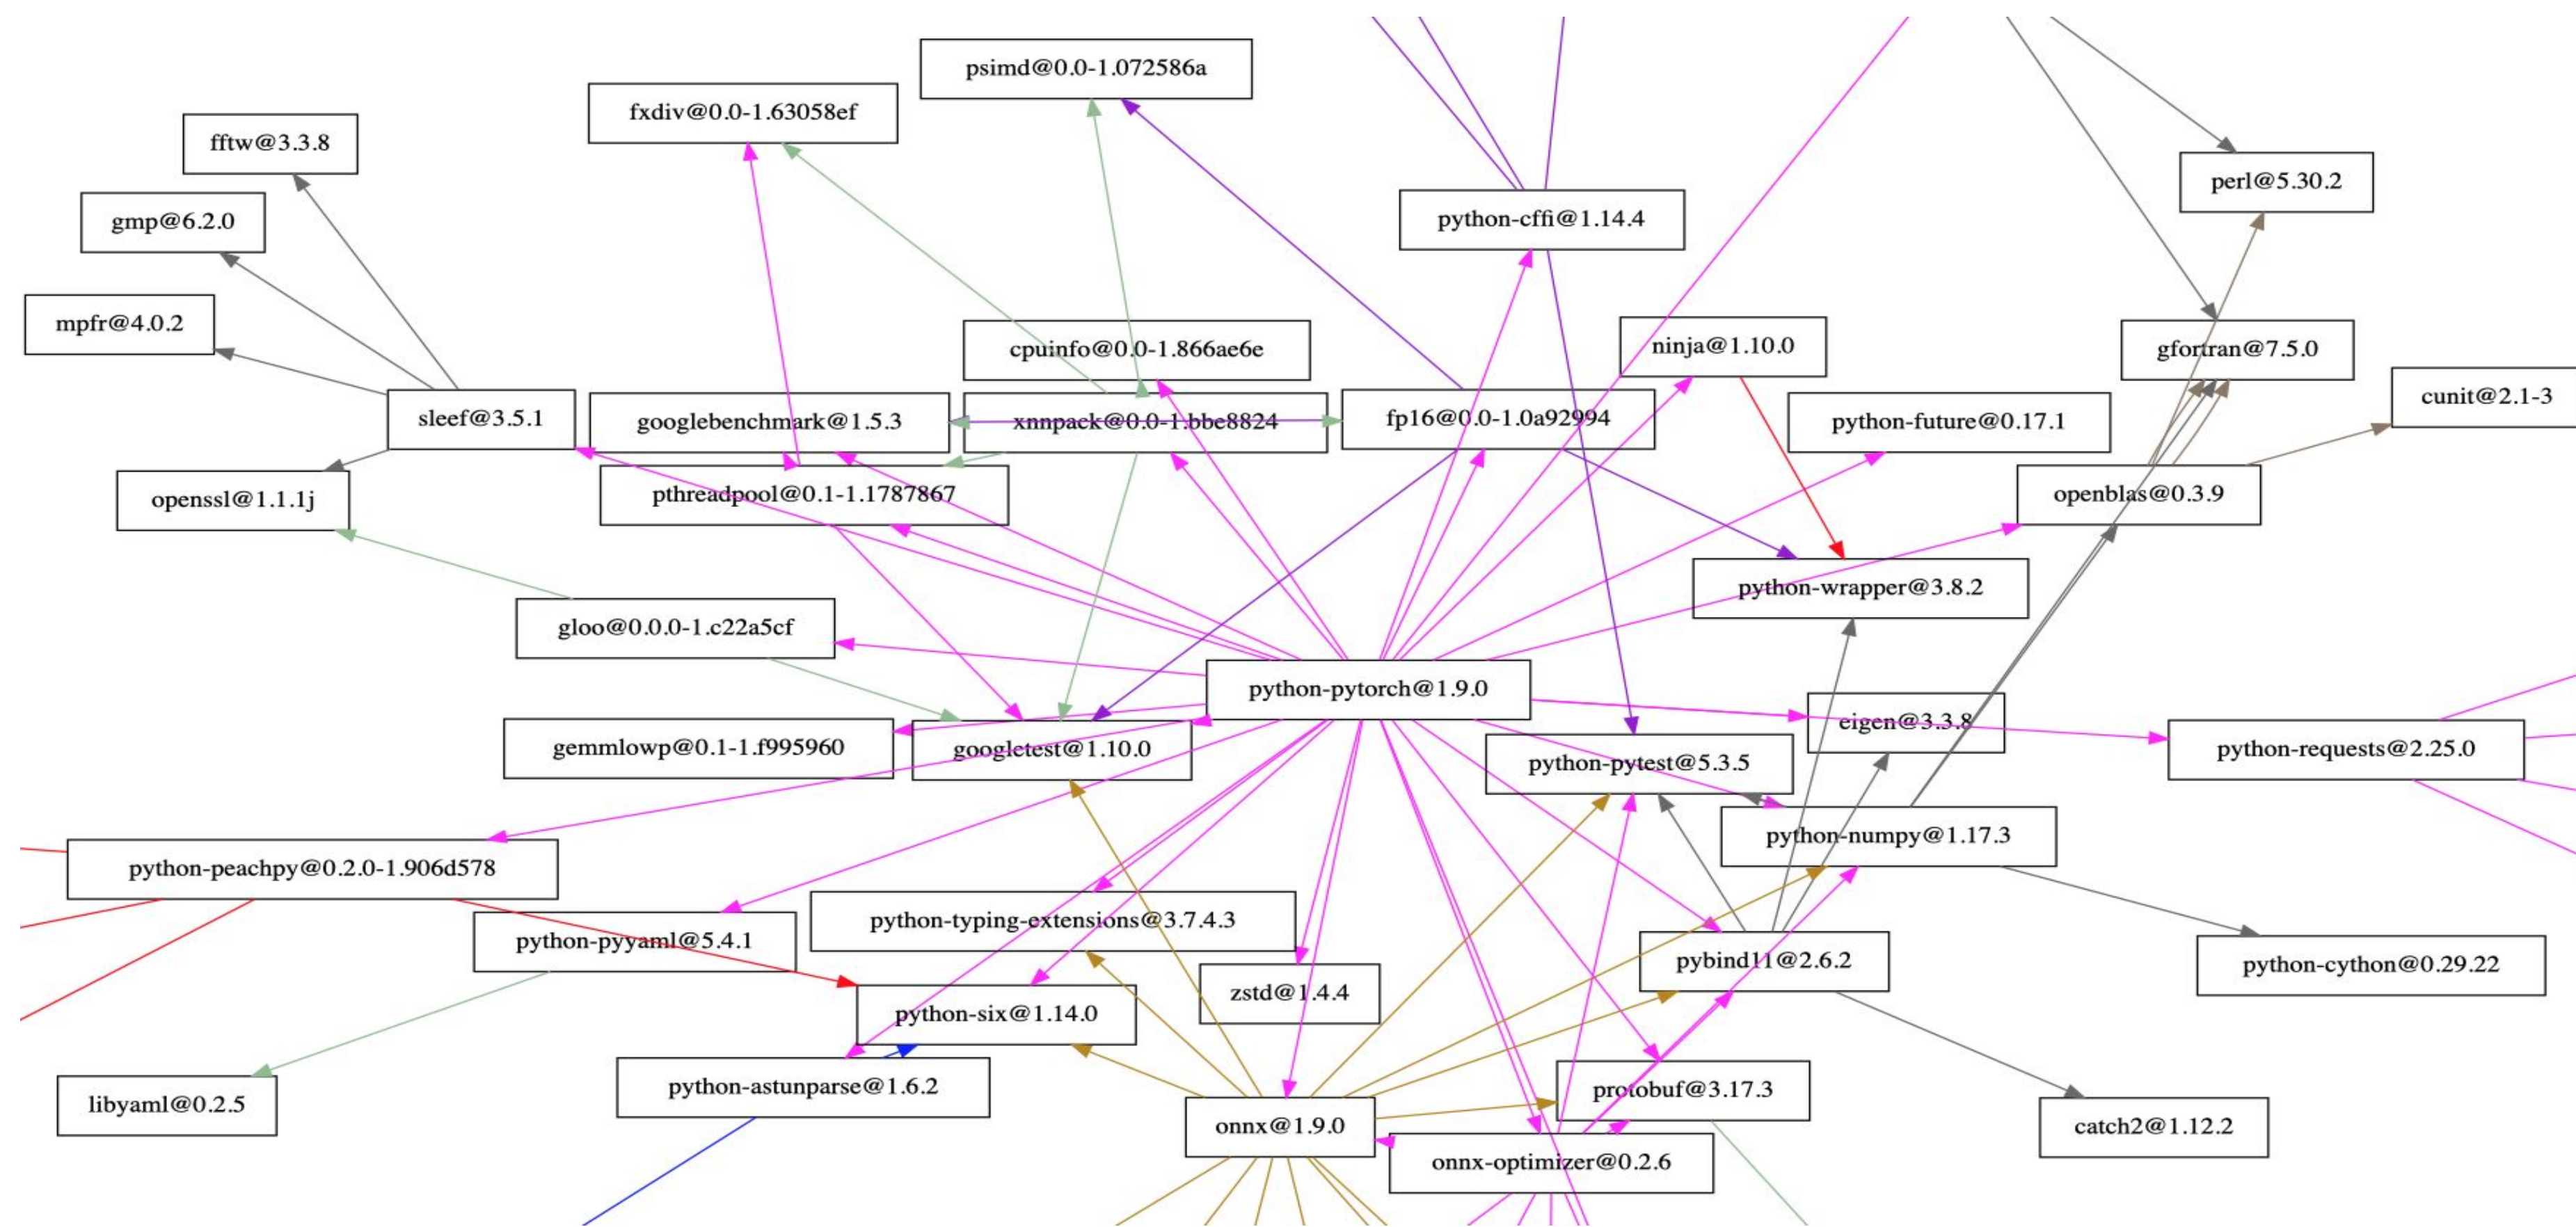 psimd@0.0-1.072586a
fxdiv@0.0-1.63058ef
fftw@3.3.8
perl@5.30.2
gmp@6.2.0
python-cffi@1.14.4
mpfr@4.0.2
cpuinfo@0.0-1.866ae6e
ninja@1.10.0
gfortran@7.5.0
cunit@2.1-3
sleef@3.5.1
googlebenchmark@1.5.3
xnnpack@0.0-1.bbe8824
fp16@0.0-1.0a92994
python-future@0.17.1
openssl@1.1.1j
pthreadpool@0.1-1.1787867
openblas@0.3.9
python-wrapper@3.8.2
gloo@0.0.0-1.c22a5cf
python-pytorch@1.9.0
eigen@3.3.8
gemmlowp@0.1-1.f995960
googletest@1.10.0
python-pytest@5.3.5
python-requests@2.25.0
python-numpy@1.17.3
python-peachpy@0.2.0-1.906d578
python-typing-extensions@3.7.4.3
python-pyyaml@5.4.1
pybind11@2.6.2
python-cython@0.29.22
zstd@1.4.4
python-six@1.14.0
python-astunparse@1.6.2
protobuf@3.17.3
libyaml@0.2.5
onnx@1.9.0
catch2@1.12.2
onnx-optimizer@0.2.6